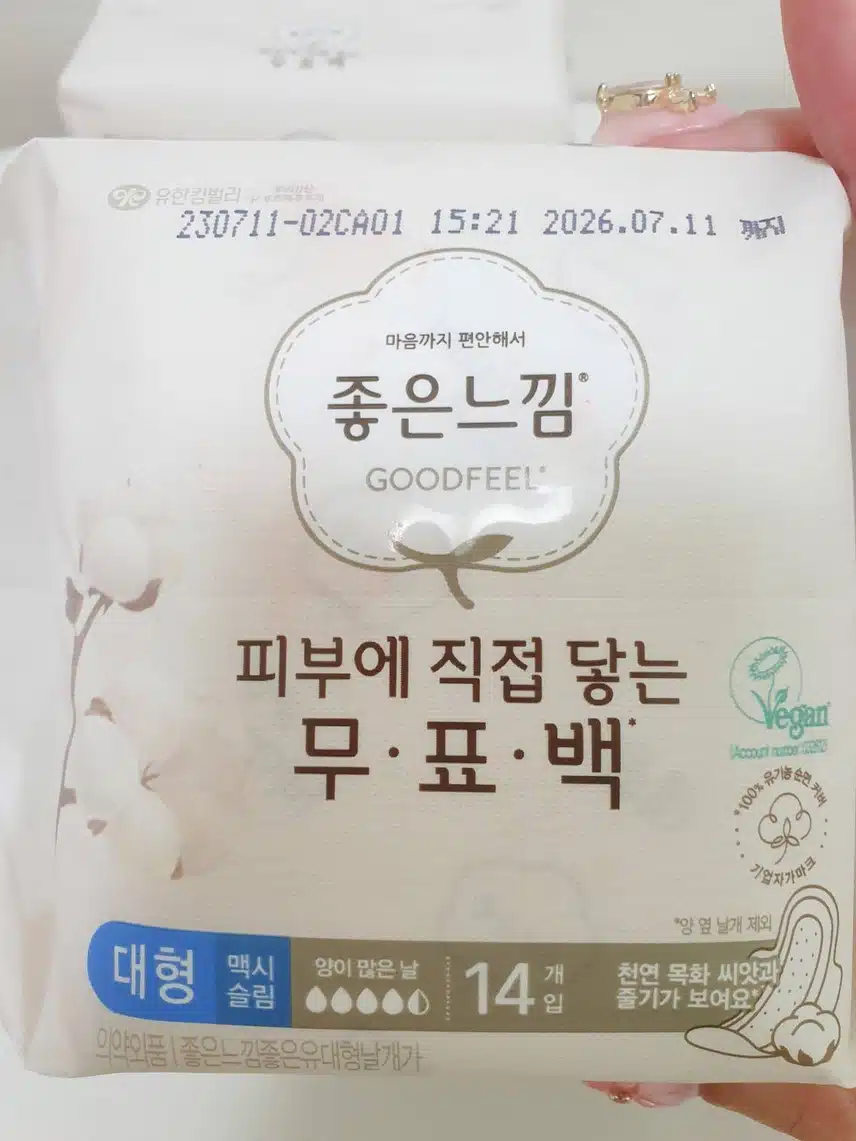 유한킴벌리
230711-02CA01 15:21 2026.07.11 까지
마음까지 편안해서
좋은느낌®
GOODFEEL
피부에 직접 닿는
무·표·백*
Vegan
Account number
*100% 유기농 순면 커버
기업자가마크
*양 옆 날개 제외
대형
맥시
슬림
양이 많은 날
14개입
천연 목화 씨앗과
줄기가 보여요*
의약외품 | 좋은느낌좋은유대형날개가